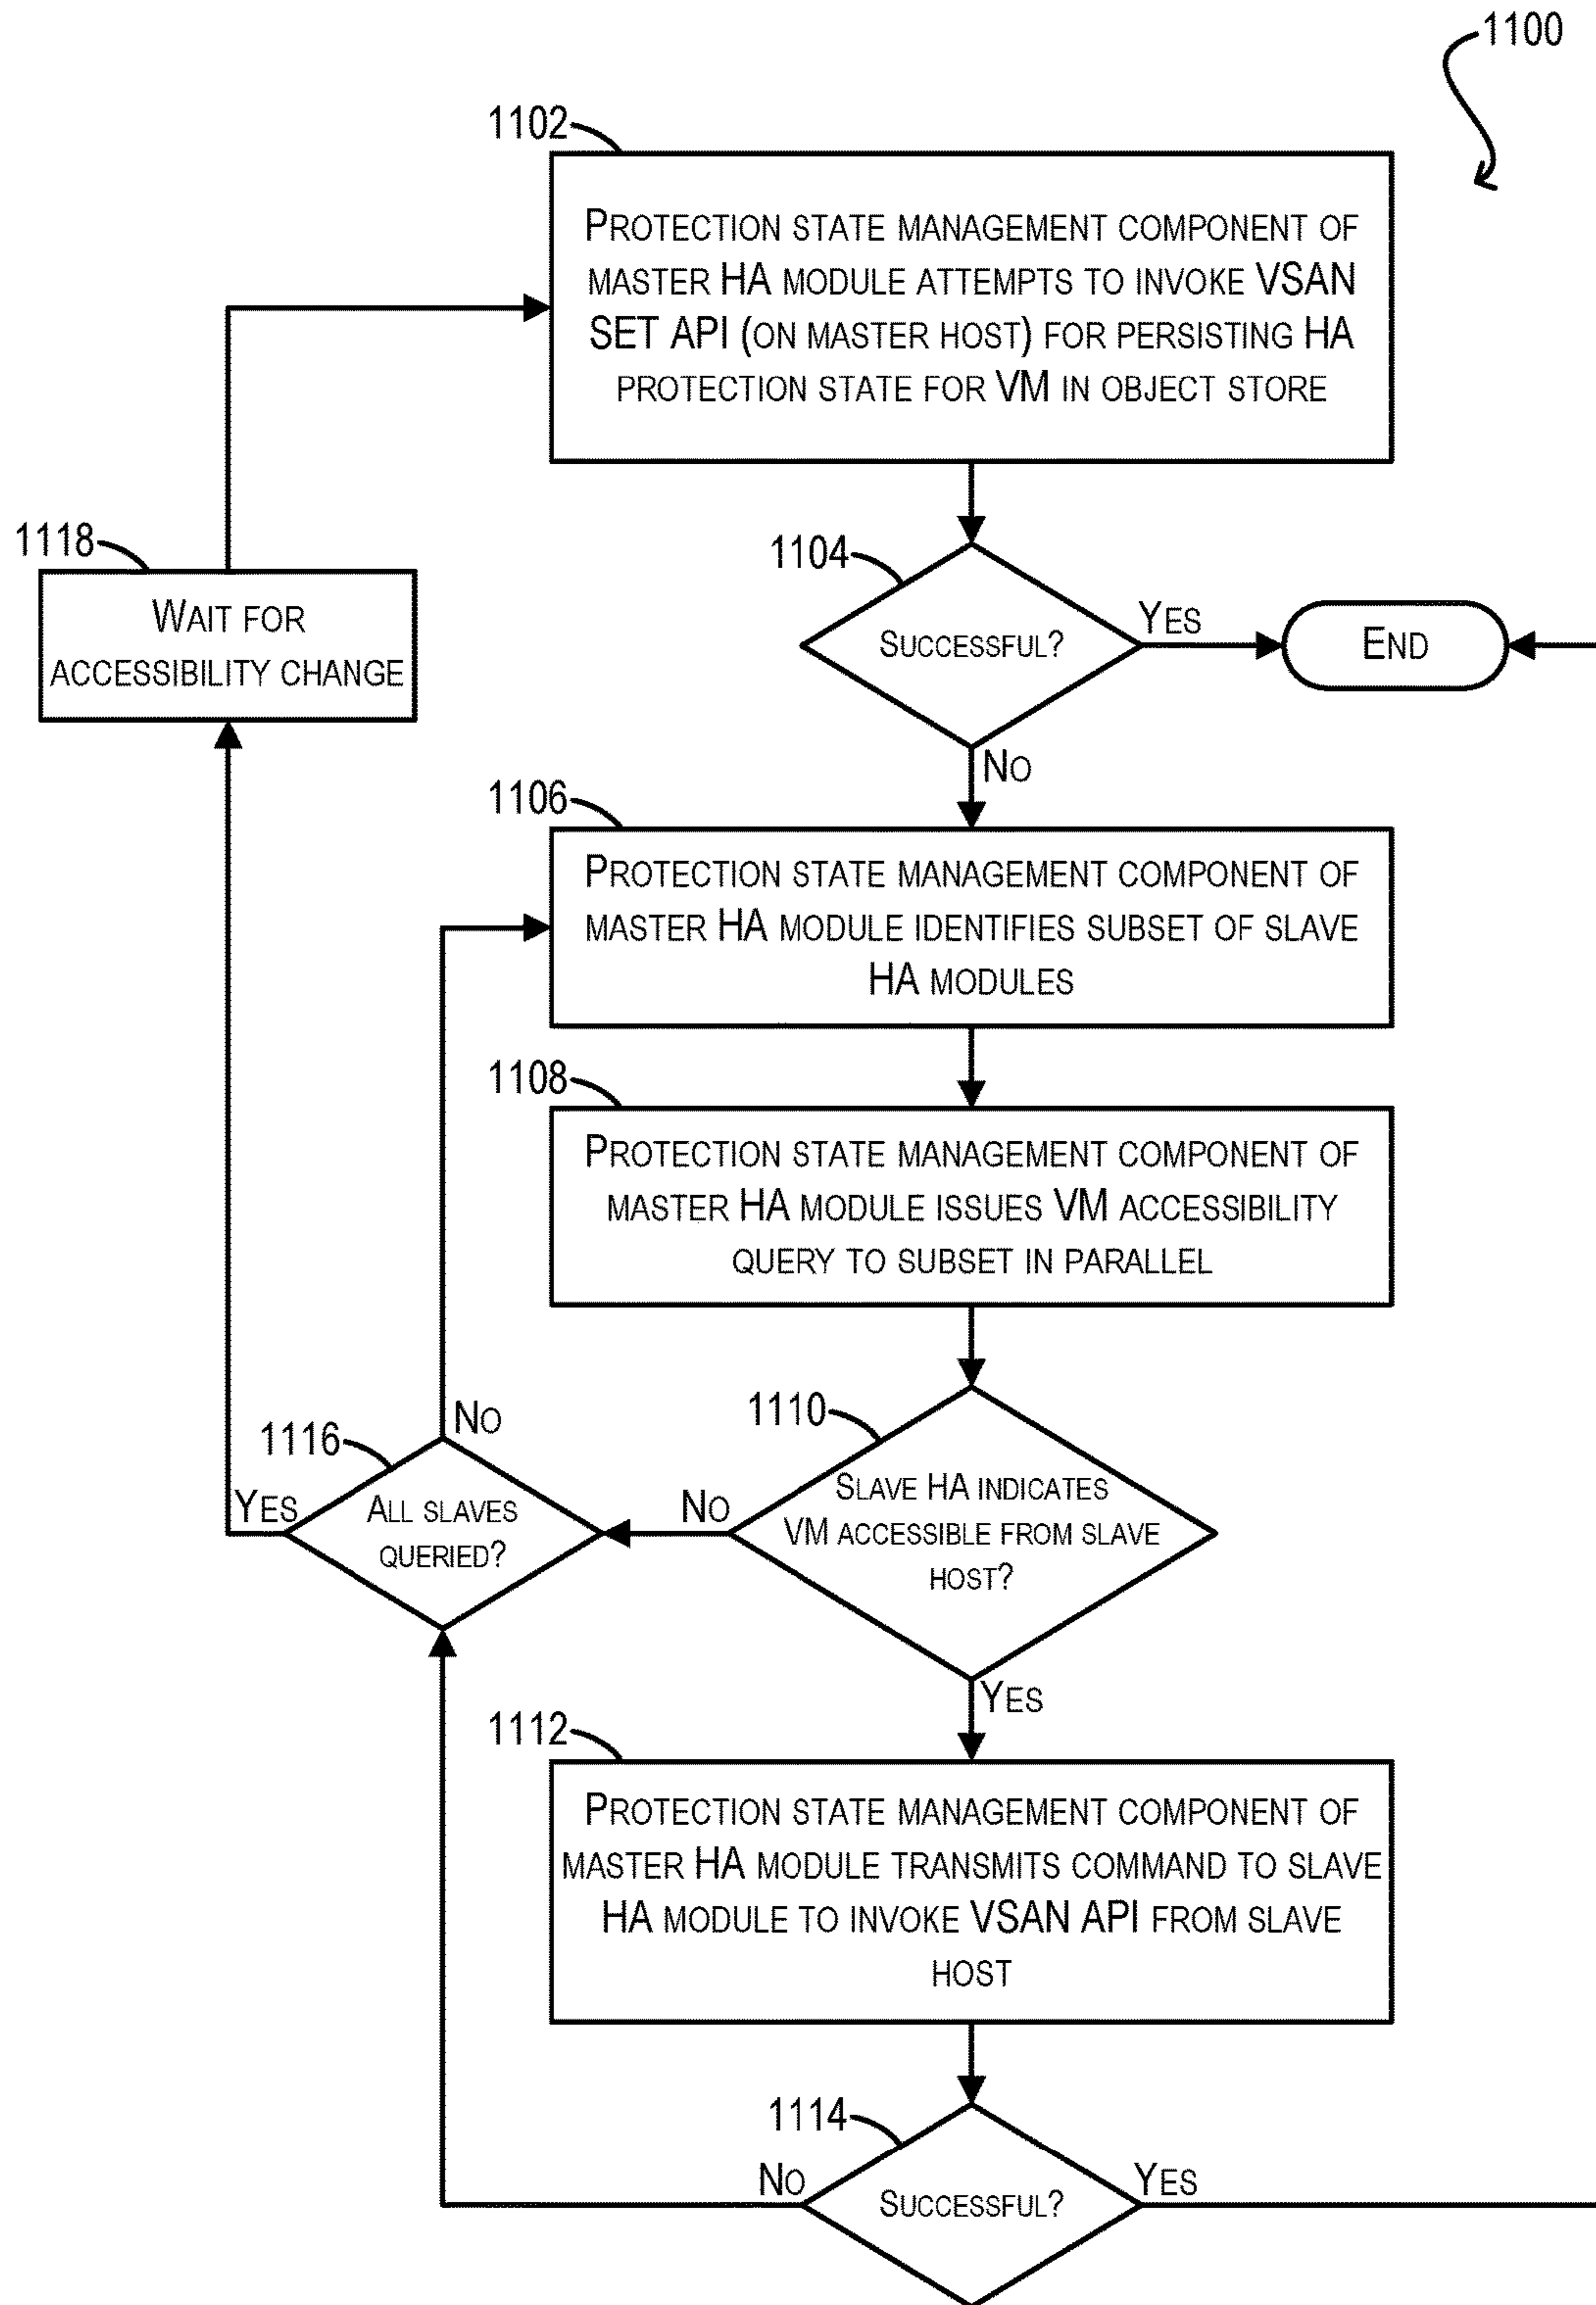 1100
1102
PROTECTION STATE MANAGEMENT COMPONENT OF
MASTER HA MODULE ATTEMPTS TO INVOKE VSAN
SET API (ON MASTER HOST) FOR PERSISTING HA
PROTECTION STATE FOR VM IN OBJECT STORE
1118
WAIT FOR
ACCESSIBILITY CHANGE
1104
SUCCESSFUL?
YES
END
NO
1106
PROTECTION STATE MANAGEMENT COMPONENT OF
MASTER HA MODULE IDENTIFIES SUBSET OF SLAVE
HA MODULES
1108
PROTECTION STATE MANAGEMENT COMPONENT OF
MASTER HA MODULE ISSUES VM ACCESSIBILITY
QUERY TO SUBSET IN PARALLEL
1110
SLAVE HA INDICATES
VM ACCESSIBLE FROM SLAVE
HOST?
NO
1116
NO
YES
ALL SLAVES
QUERIED?
YES
1112
PROTECTION STATE MANAGEMENT COMPONENT OF
MASTER HA MODULE TRANSMITS COMMAND TO SLAVE
HA MODULE TO INVOKE VSAN API FROM SLAVE
HOST
1114
NO
SUCCESSFUL?
YES